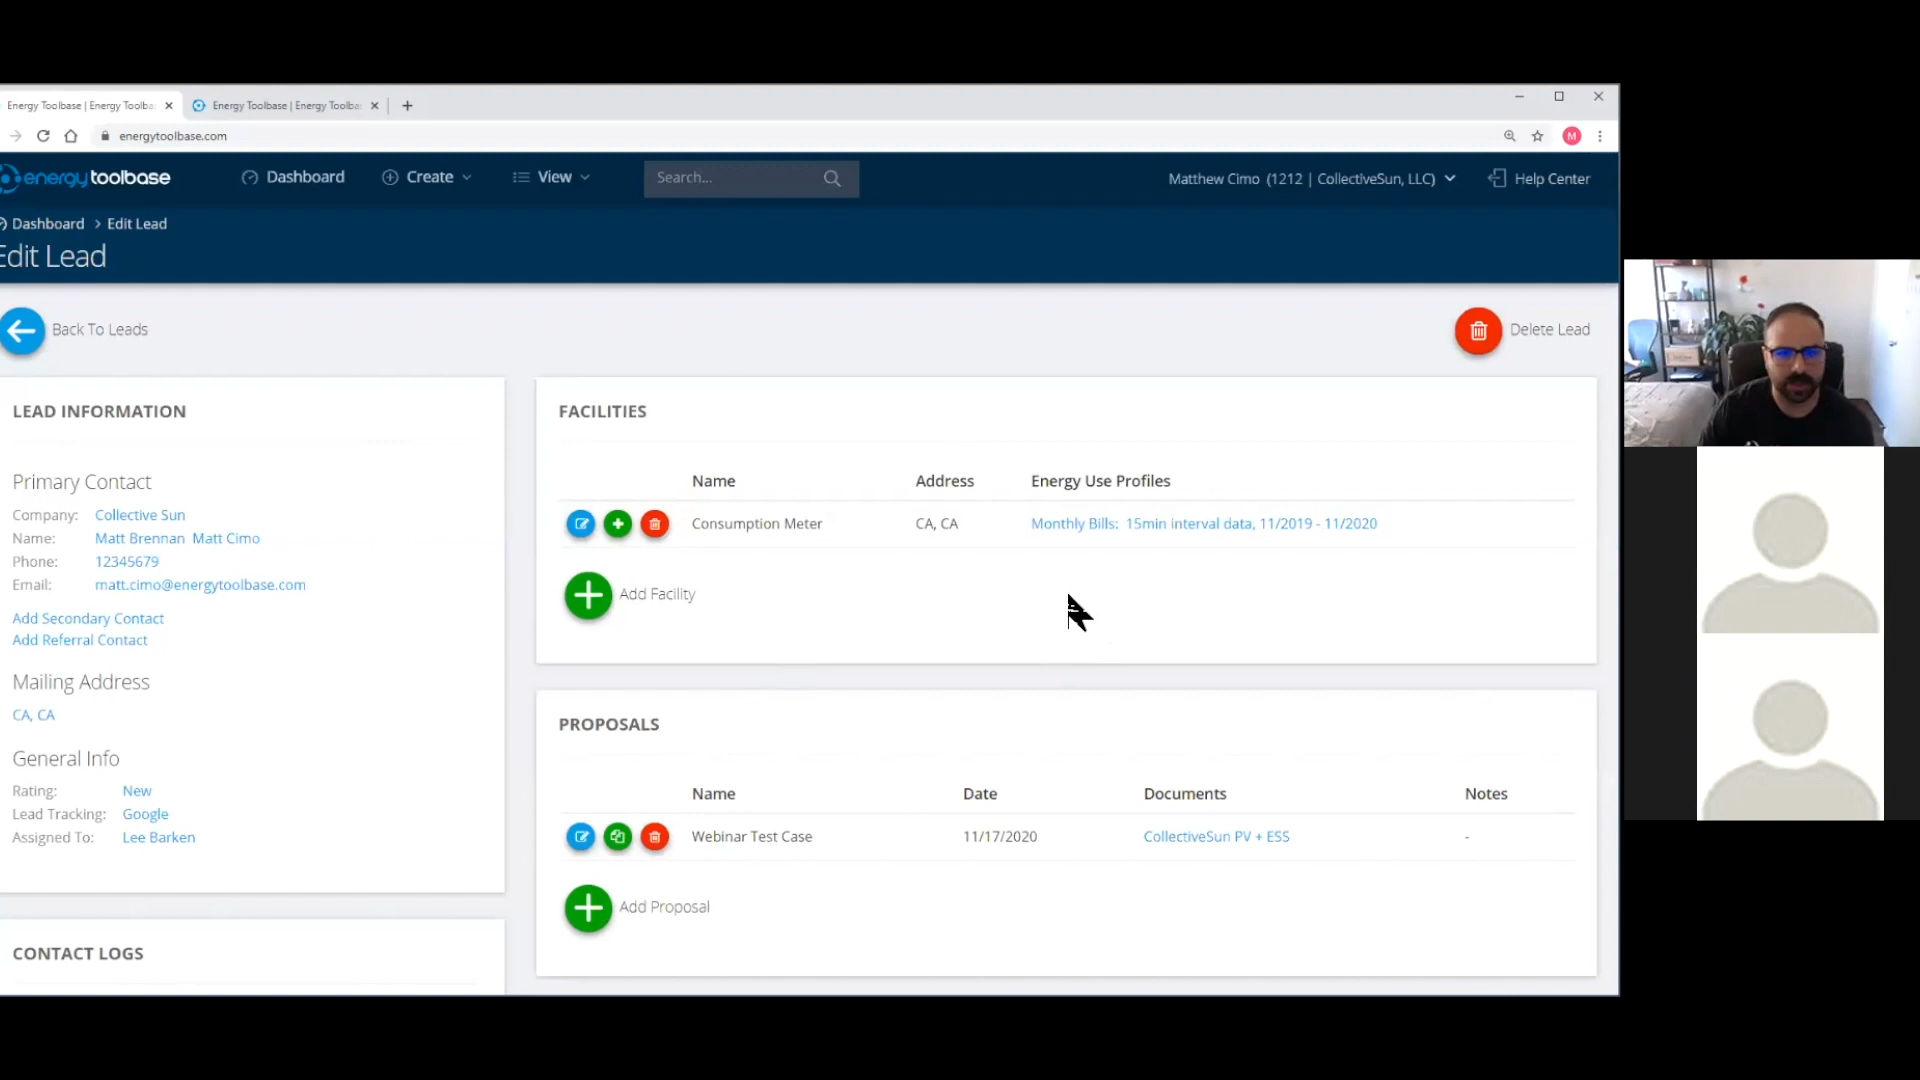 Energy Toolbase | Energy Toolba
Energy Toolbase | Energy Toolba
energytoolbase.com
M
energytoolbase
Dashboard
Create
View
Search...
Matthew Cimo (1212 | CollectiveSun, LLC)
Help Center
Dashboard > Edit Lead
Edit Lead
Back To Leads
Delete Lead
LEAD INFORMATION
Primary Contact
Company: Collective Sun
Name: Matt Brennan Matt Cimo
Phone: 12345679
Email: matt.cimo@energytoolbase.com
Add Secondary Contact
Add Referral Contact
Mailing Address
CA, CA
General Info
Rating: New
Lead Tracking: Google
Assigned To: Lee Barken
CONTACT LOGS
FACILITIES
Name Address Energy Use Profiles
Consumption Meter CA, CA Monthly Bills: 15min interval data, 11/2019 - 11/2020
Add Facility
PROPOSALS
Name Date Documents Notes
Webinar Test Case 11/17/2020 CollectiveSun PV + ESS -
Add Proposal